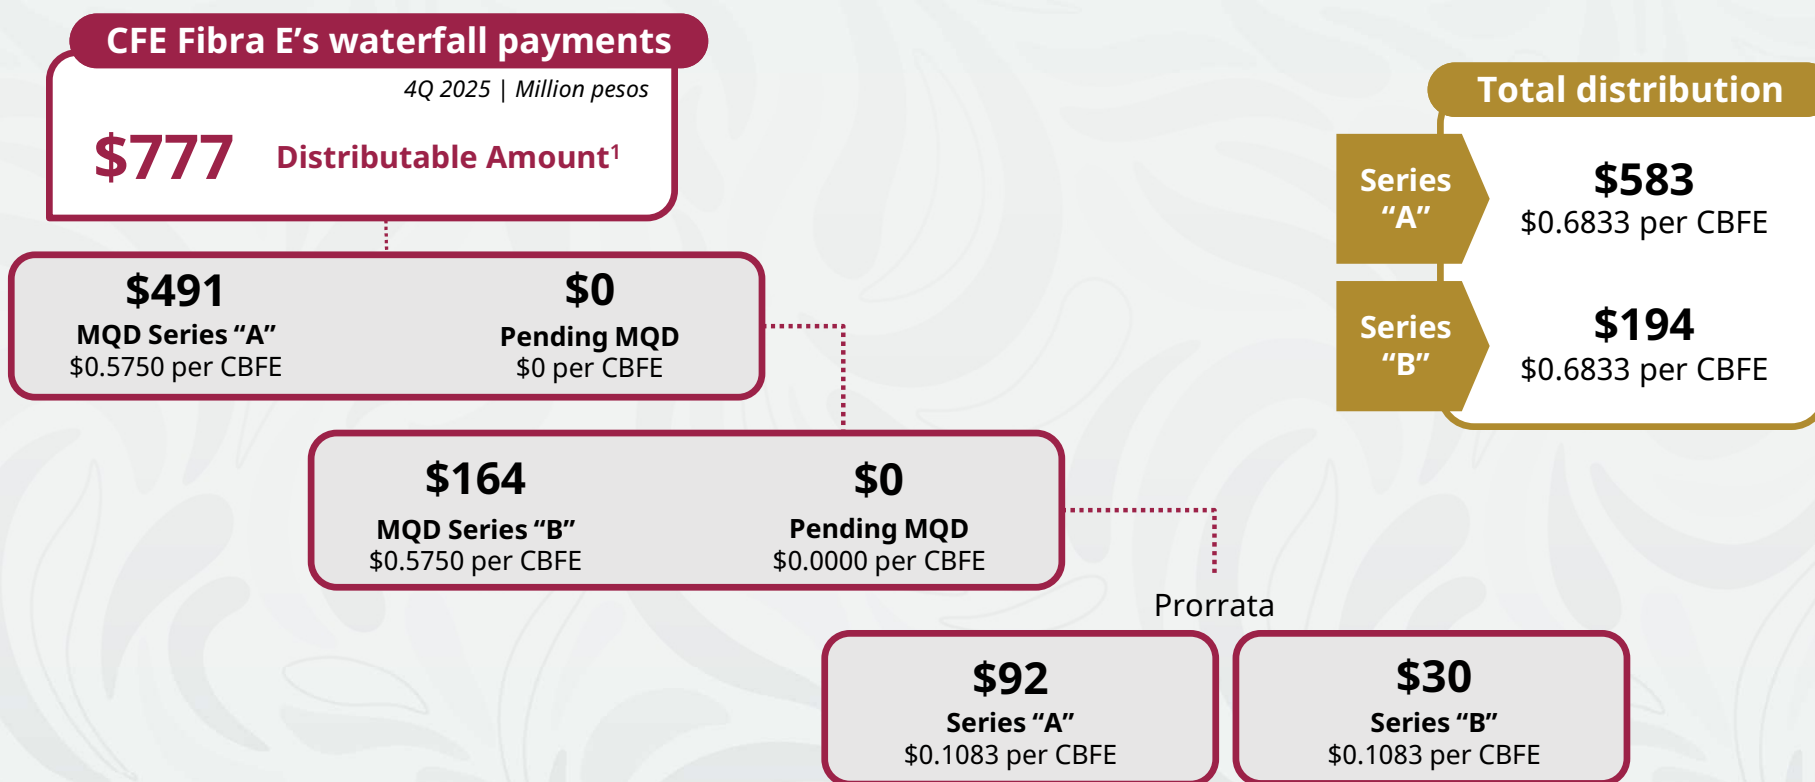 CFE Fibra E’s waterfall payments
4Q 2025 | Million pesos
$777 Distributable Amount¹
$491
MQD Series “A”
$0.5750 per CBFE
$0
Pending MQD
$0 per CBFE
$164
MQD Series “B”
$0.5750 per CBFE
$0
Pending MQD
$0.0000 per CBFE
Prorrata
$92
Series “A”
$0.1083 per CBFE
$30
Series “B”
$0.1083 per CBFE
Total distribution
Series
“A”
$583
$0.6833 per CBFE
Series
“B”
$194
$0.6833 per CBFE